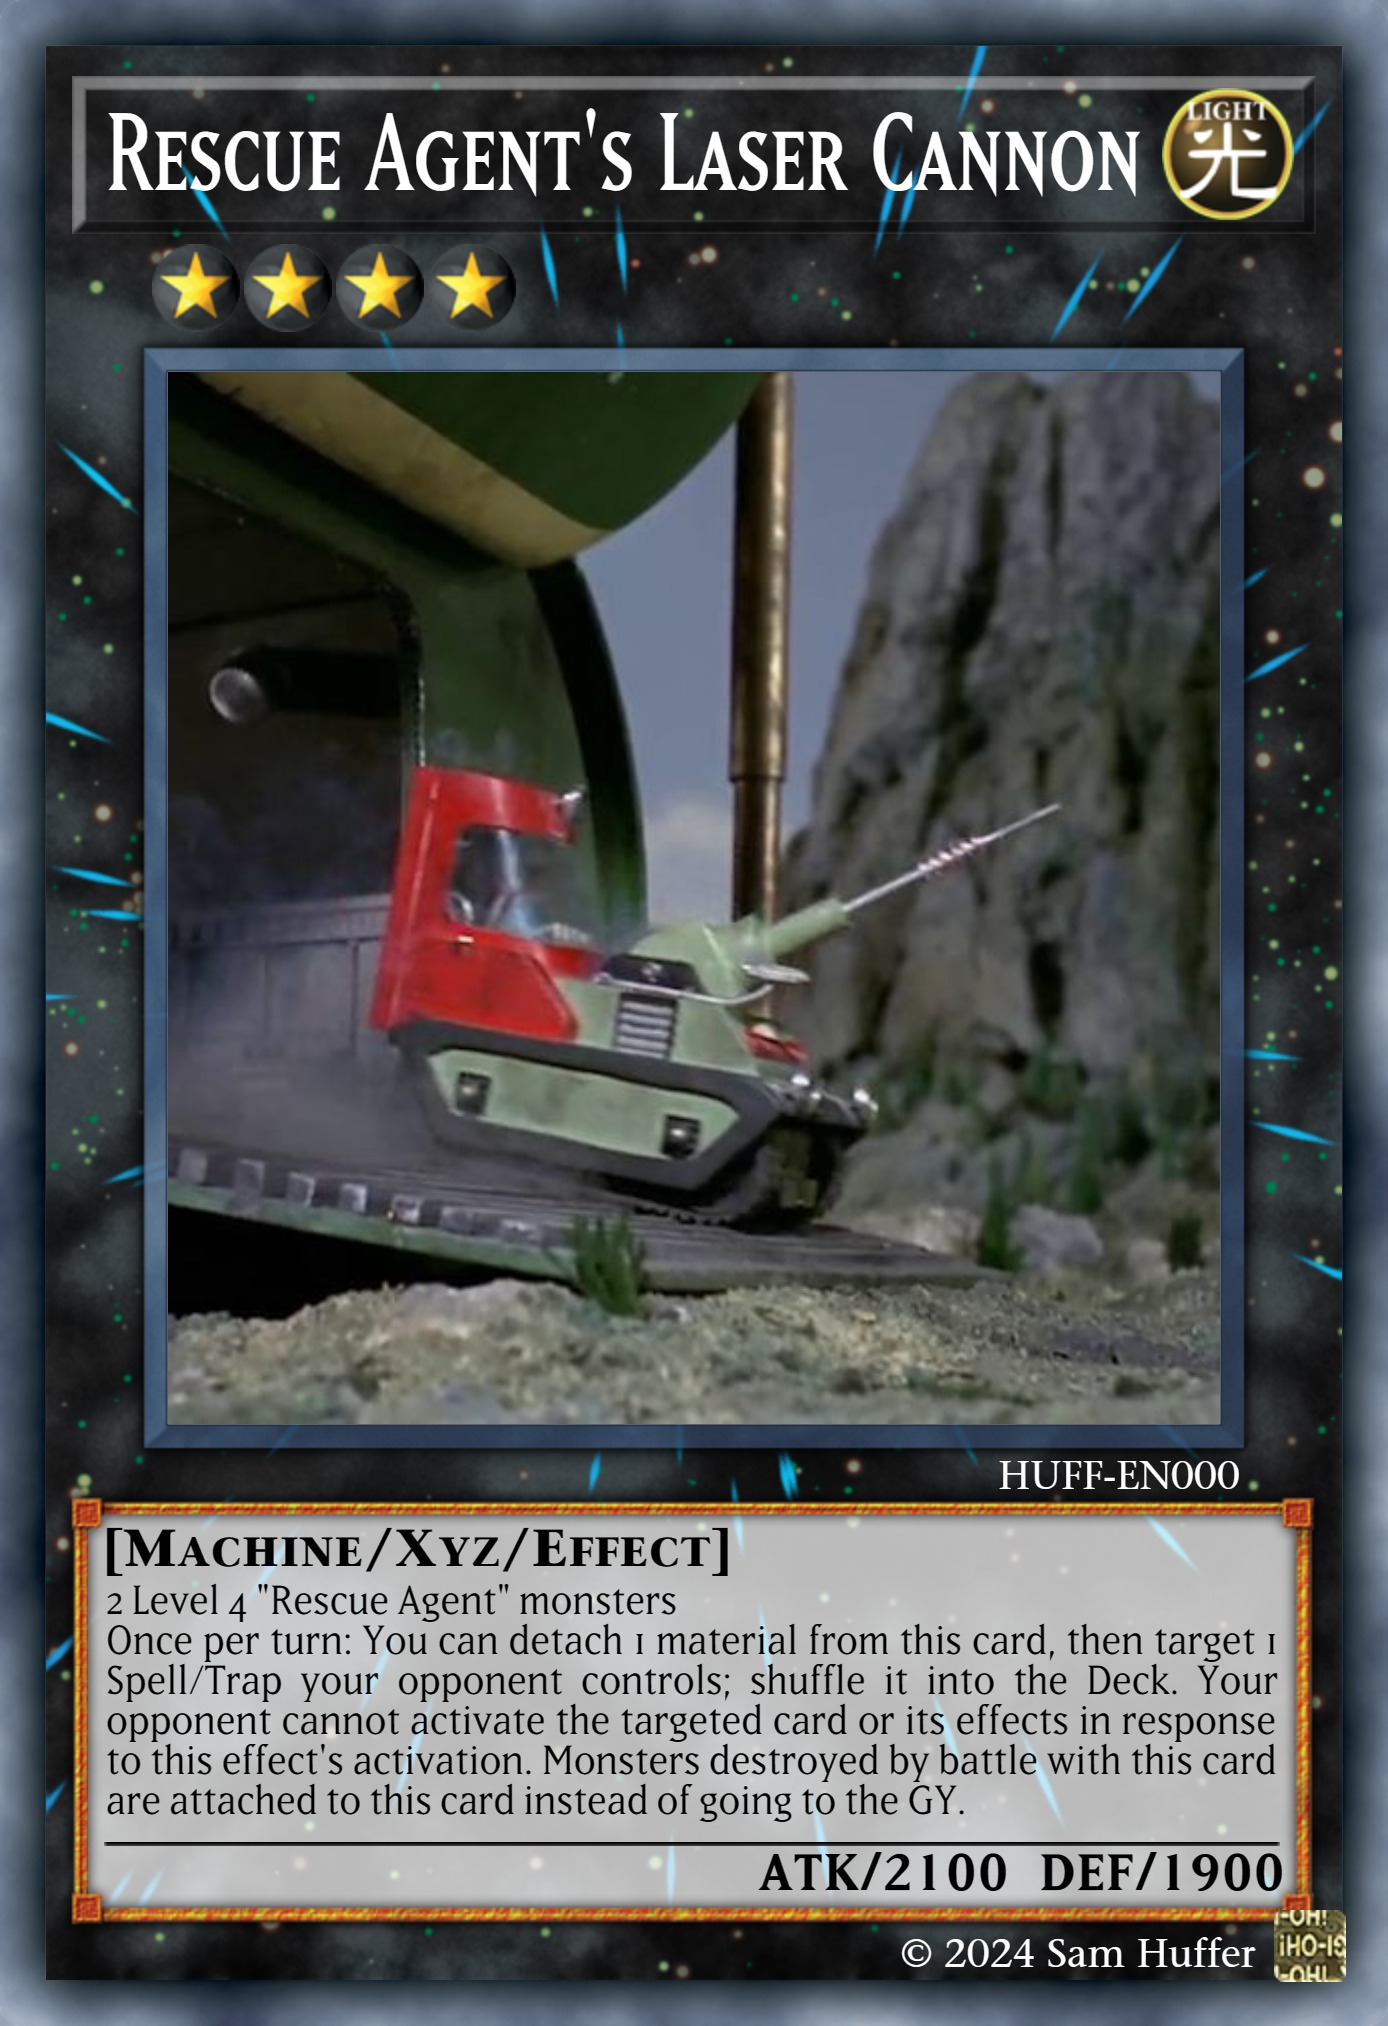 Rescue Agent's Laser Cannon
LIGHT
光
HUFF-EN000
[Machine/Xyz/Effect]
2 Level 4 "Rescue Agent" monsters
Once per turn: You can detach 1 material from this card, then target 1
Spell/Trap your opponent controls; shuffle it into the Deck. Your
opponent cannot activate the targeted card or its effects in response
to this effect's activation. Monsters destroyed by battle with this card
are attached to this card instead of going to the GY.
ATK/2100 DEF/1900
© 2024 Sam Huffer
-OH!